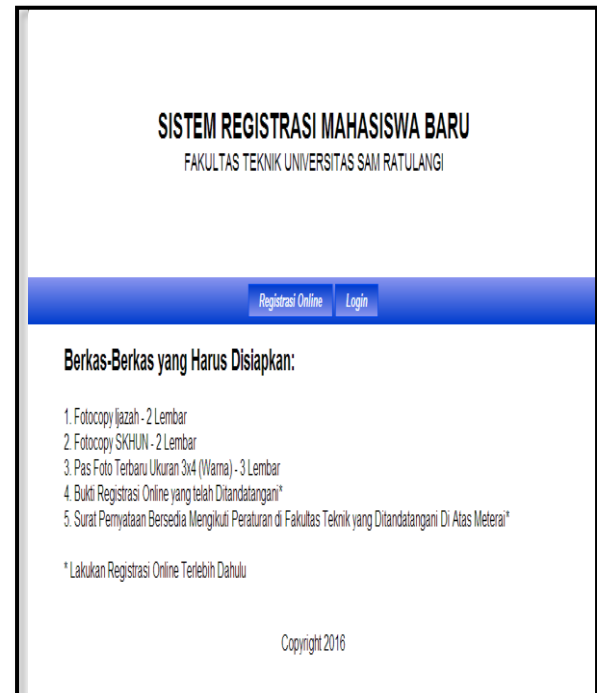 SISTEM REGISTRASI MAHASISWA BARU
FAKULTAS TEKNIK UNIVERSITAS SAM RATULANGI
Registrasi Online Login
Berkas-Berkas yang Harus Disiapkan:
1. Fotocopy Ijazah - 2 Lembar
2. Fotocopy SKHUN - 2 Lembar
3. Pas Foto Terbaru Ukuran 3x4 (Warna) - 3 Lembar
4. Bukti Registrasi Online yang telah Ditandatangani*
5. Surat Pernyataan Bersedia Mengikuti Peraturan di Fakultas Teknik yang Ditandatangani Di Atas Meterai*
* Lakukan Registrasi Online Terlebih Dahulu
Copyright 2016